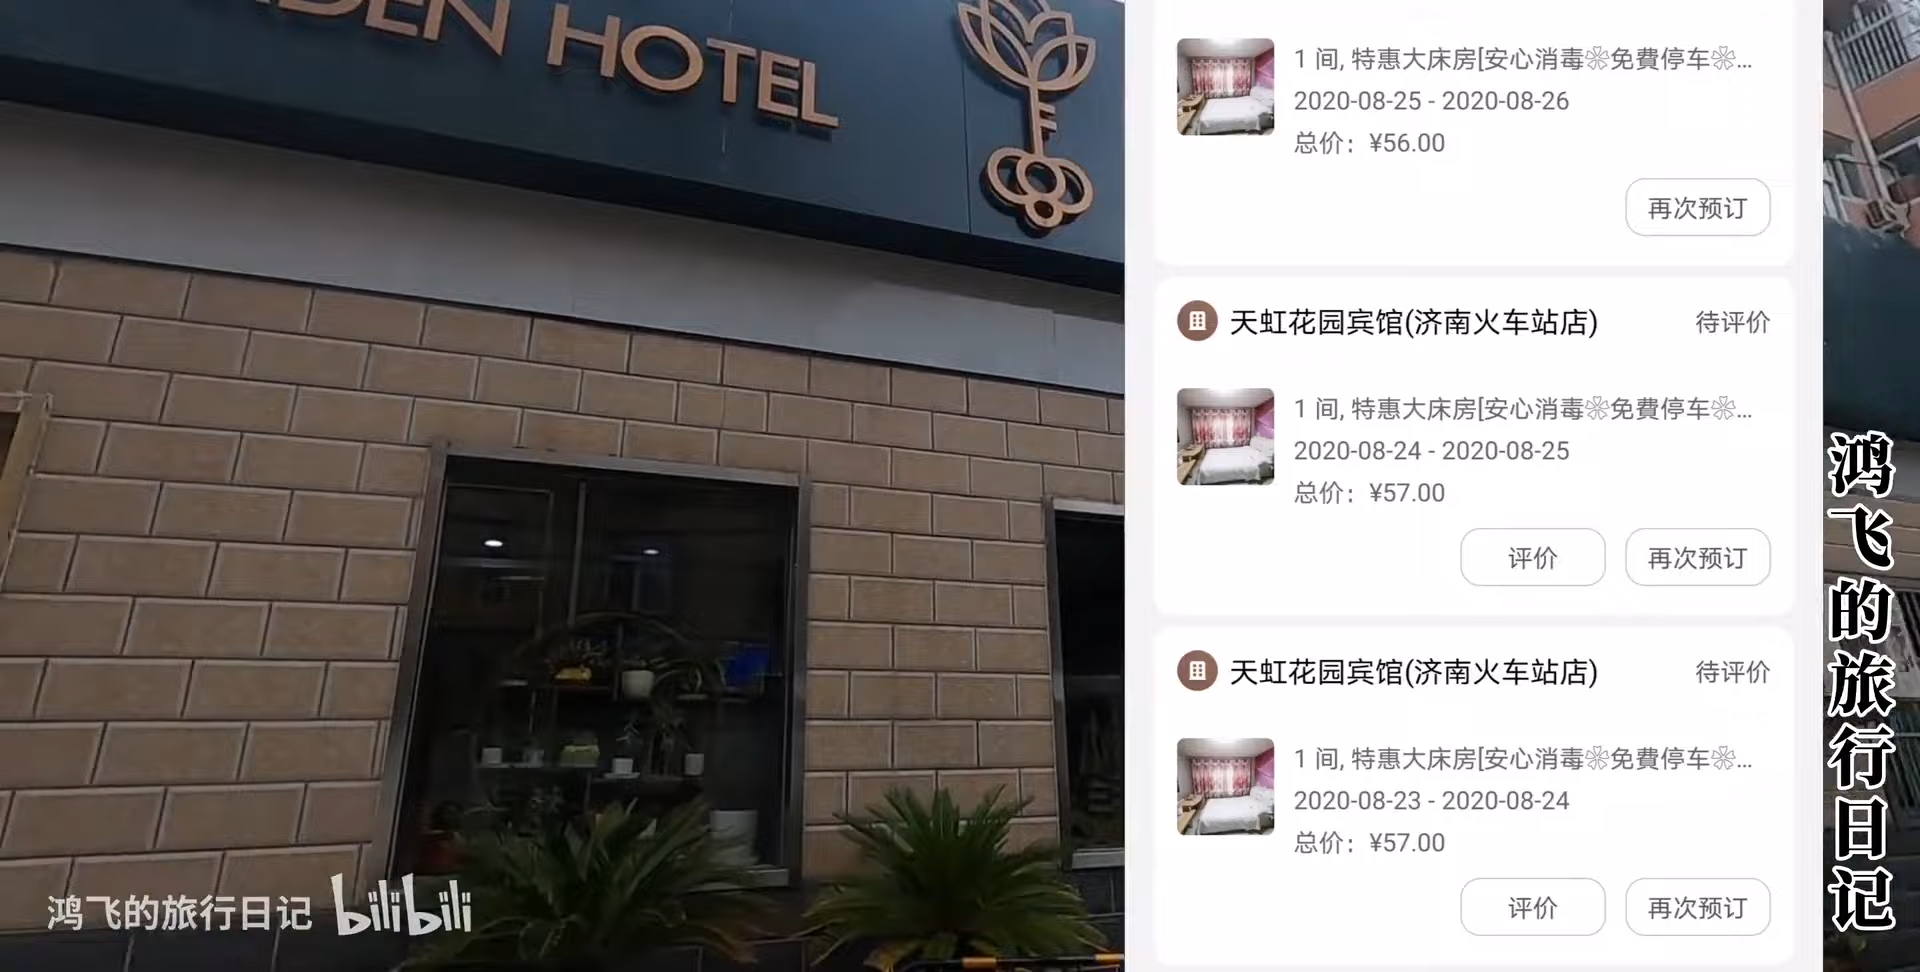 DEN HOTEL
1 间, 特惠大床房[安心消毒❀免費停车❀...
2020-08-25 - 2020-08-26
总价: ¥56.00
再次预订
天虹花园宾馆(济南火车站店)
待评价
1 间, 特惠大床房[安心消毒❀免費停车❀...
2020-08-24 - 2020-08-25
总价: ¥57.00
评价
再次预订
天虹花园宾馆(济南火车站店)
待评价
1 间, 特惠大床房[安心消毒❀免費停车❀...
2020-08-23 - 2020-08-24
总价: ¥57.00
评价
再次预订
鸿飞的旅行日记
鸿飞的旅行日记 bilibili